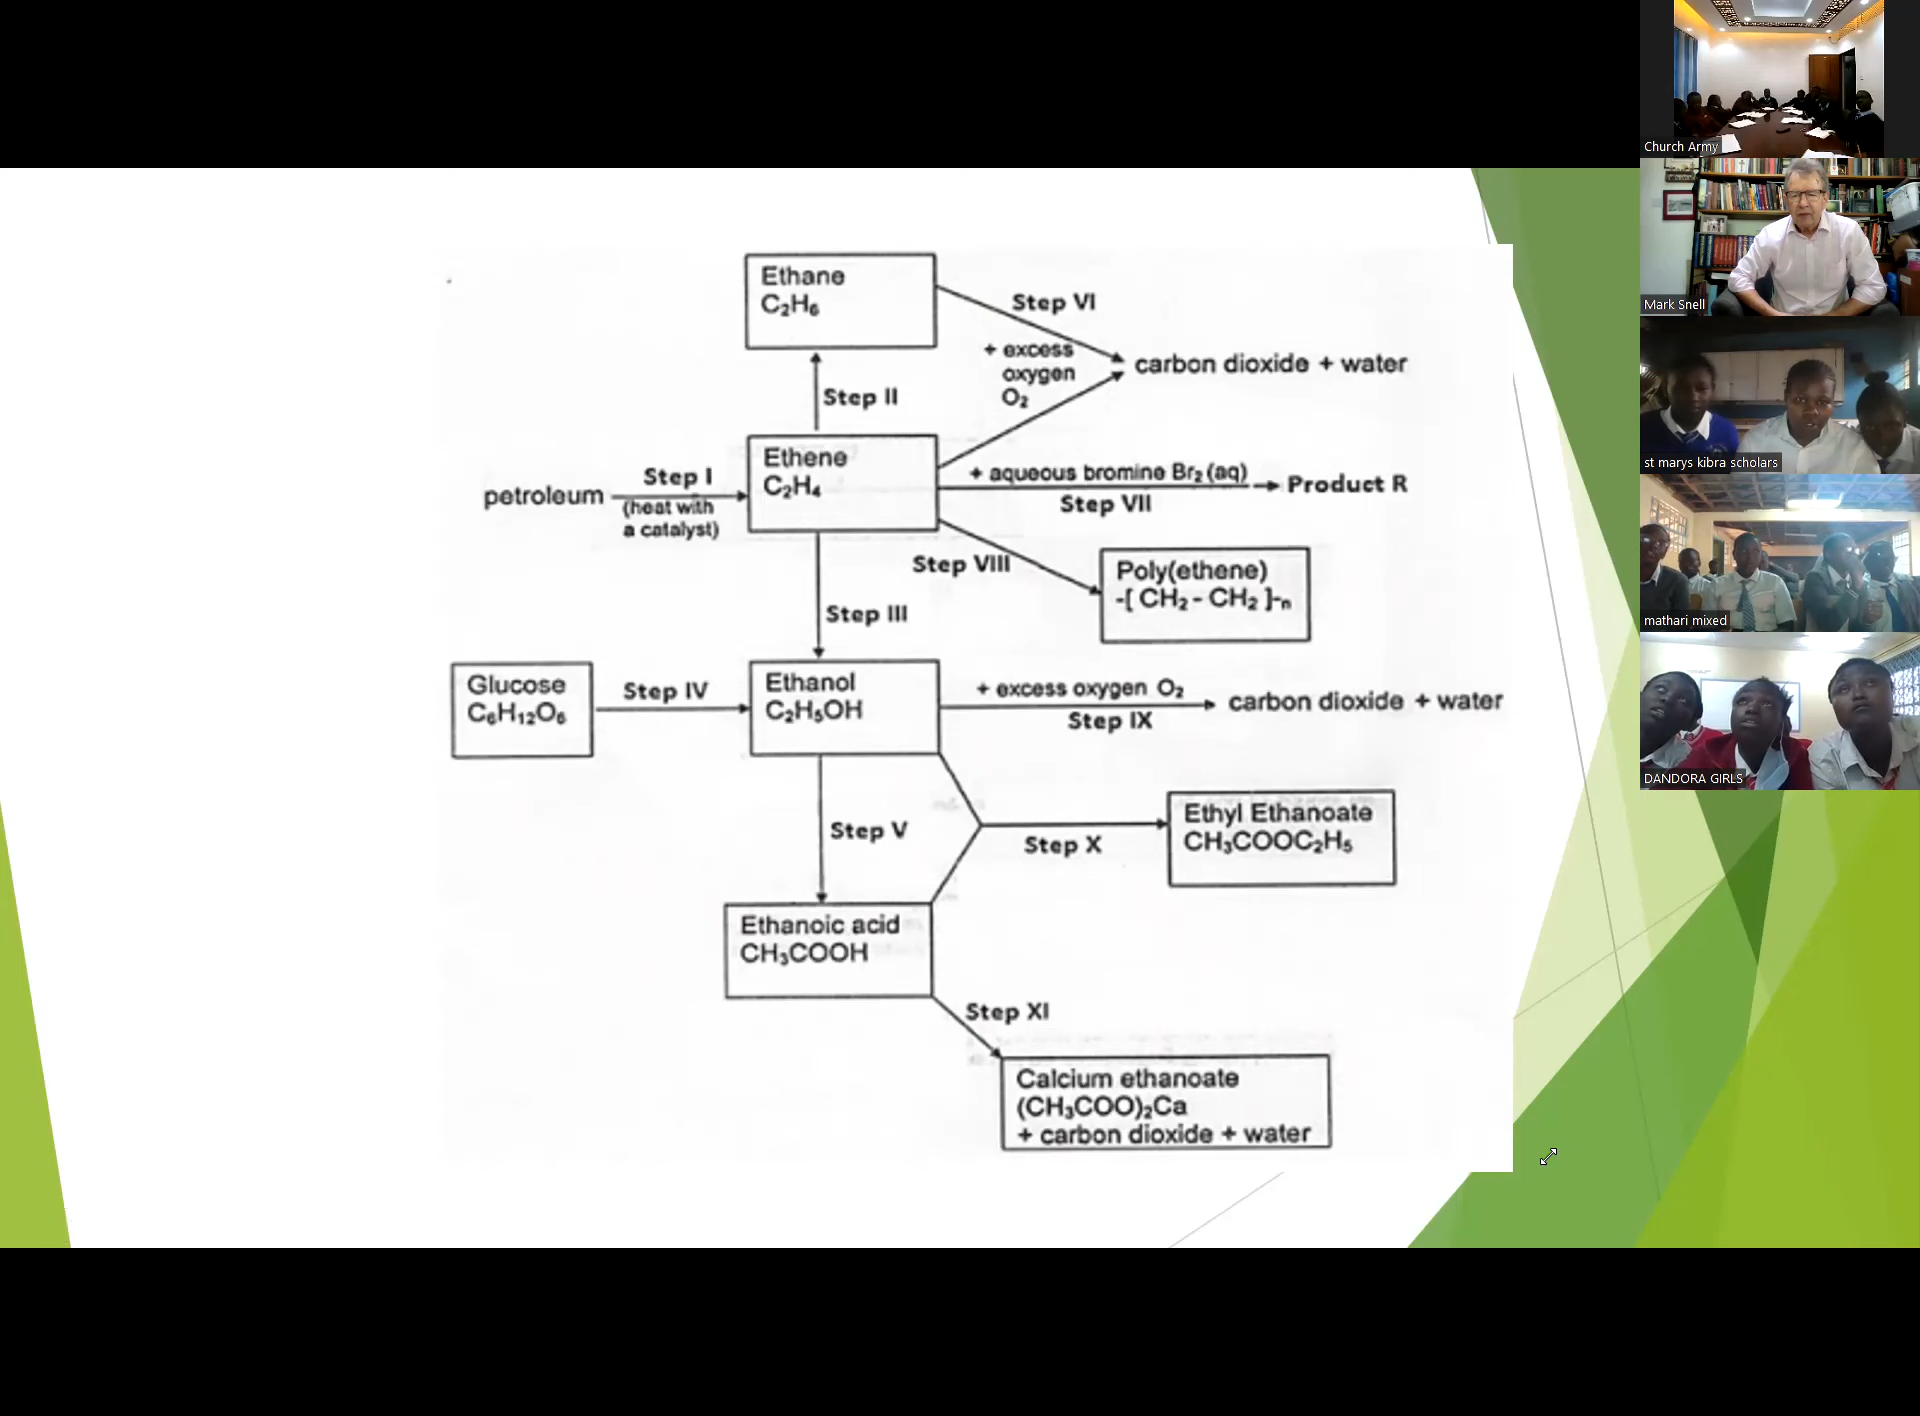 Ethane
C₂H₆
Step VI
+ excess
oxygen
O₂
carbon dioxide + water
Step II
Ethene
C₂H₄
petroleum
Step I
(heat with
a catalyst)
+ aqueous bromine Br₂ (aq)
Step VII
Product R
Step VIII
Poly(ethene)
-[ CH₂ - CH₂ ]-ₙ
Step III
Glucose
C₆H₁₂O₆
Step IV
Ethanol
C₂H₅OH
+ excess oxygen O₂
Step IX
carbon dioxide + water
Step V
Step X
Ethyl Ethanoate
CH₃COOC₂H₅
Ethanoic acid
CH₃COOH
Step XI
Calcium ethanoate
(CH₃COO)₂Ca
+ carbon dioxide + water
Church Army
Mark Snell
st marys kibra scholars
mathari mixed
DANDORA GIRLS